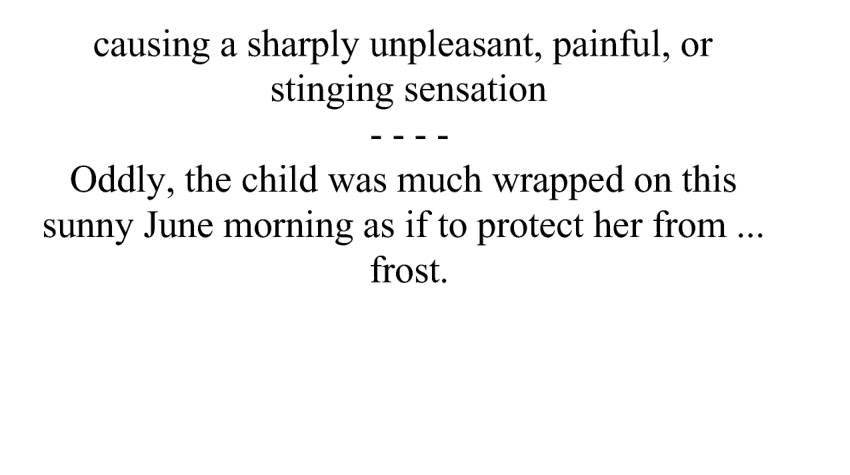 causing a sharply unpleasant, painful, or
stinging sensation
- - - -
Oddly, the child was much wrapped on this
sunny June morning as if to protect her from ...
frost.